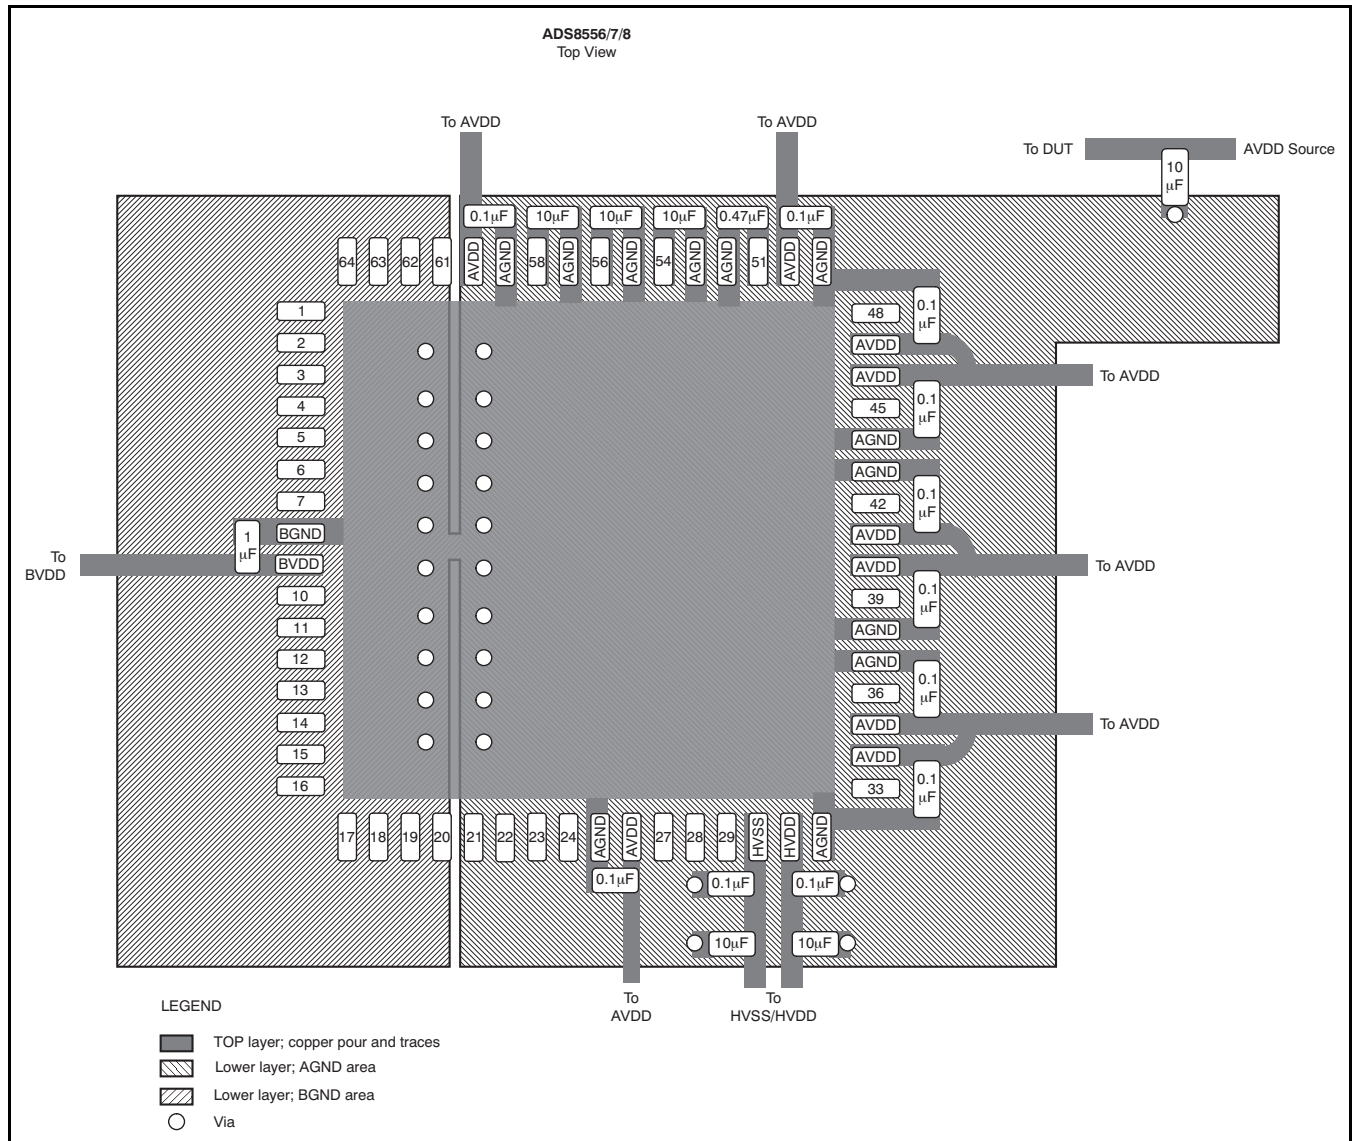 ADS8556/7/8
Top View
To AVDD
To AVDD
To DUT
AVDD Source
10
µF
0.1µF
10µF
10µF
10µF
0.47µF
0.1µF
64
63
62
61
AVDD
AGND
58
AGND
56
AGND
54
AGND
AGND
51
AVDD
AGND
1
2
3
4
5
6
7
BGND
BVDD
10
11
12
13
14
15
16
1
µF
To
BVDD
48
AVDD
AVDD
45
AGND
AGND
42
AVDD
AVDD
39
AGND
AGND
36
AVDD
AVDD
33
0.1
µF
0.1
µF
0.1
µF
0.1
µF
0.1
µF
0.1
µF
To AVDD
To AVDD
To AVDD
17
18
19
20
21
22
23
24
AGND
AVDD
27
28
29
HVSS
HVDD
AGND
0.1µF
0.1µF
0.1µF
10µF
10µF
To
AVDD
To
HVSS/HVDD
LEGEND
TOP layer; copper pour and traces
Lower layer; AGND area
Lower layer; BGND area
Via